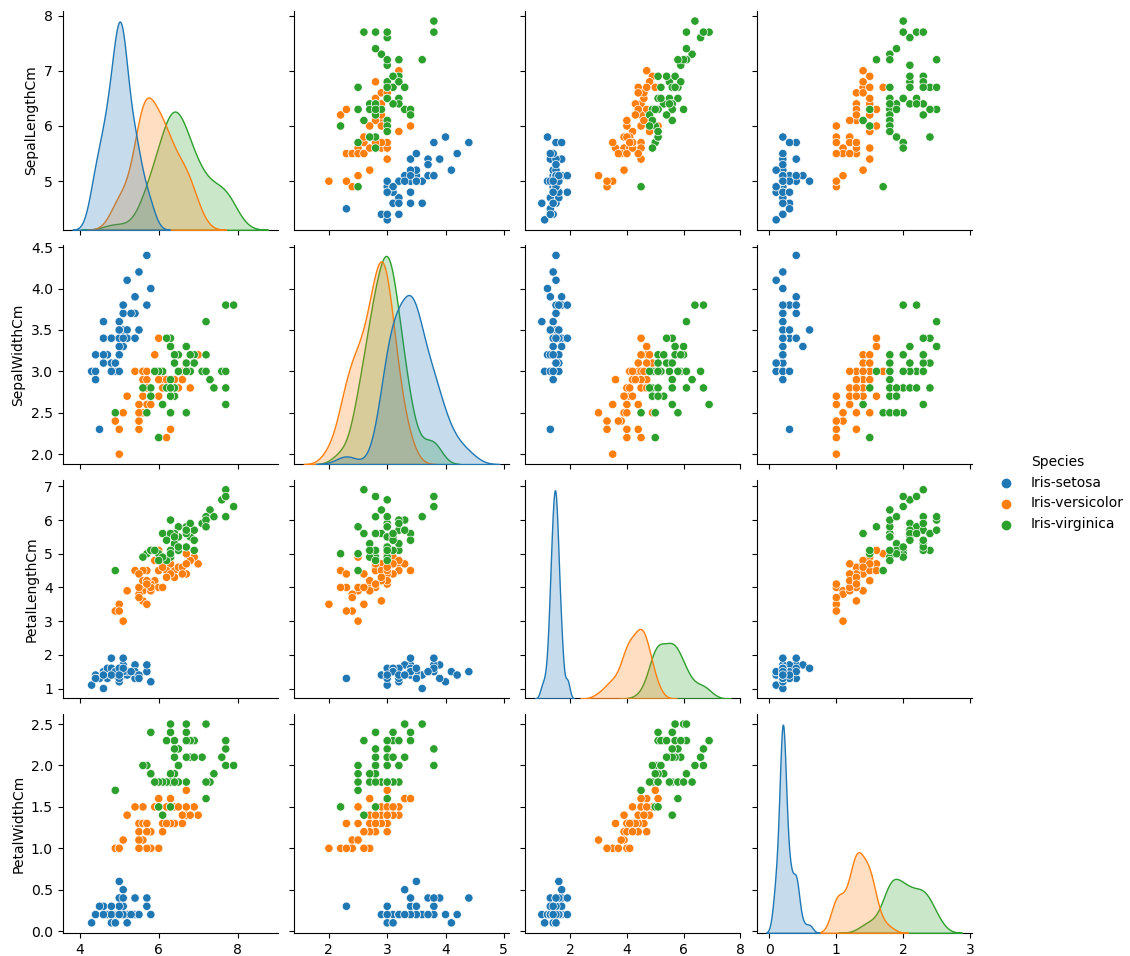 8
7
6
5
SepalLengthCm
4.5
4.0
3.5
3.0
2.5
2.0
SepalWidthCm
Species
Iris-setosa
Iris-versicolor
Iris-virginica
7
6
5
4
3
2
1
PetalLengthCm
2.5
2.0
1.5
1.0
0.5
0.0
PetalWidthCm
4 6 8 2 3 4 5 2 4 6 8 0 1 2 3